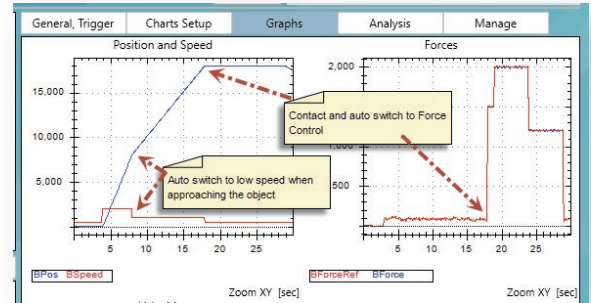 General, Trigger
Charts Setup
Graphs
Analysis
Manage
Position and Speed
Forces
15,000
10,000
5,000
5 10 15 20 25
2,000
1,000
500
5 10 15 20 25
Contact and auto switch to Force
Control
Auto switch to low speed when
approaching the object
BPos BSpeed
BForceRef BForce
Zoom XY [sec]
Zoom XY [sec]